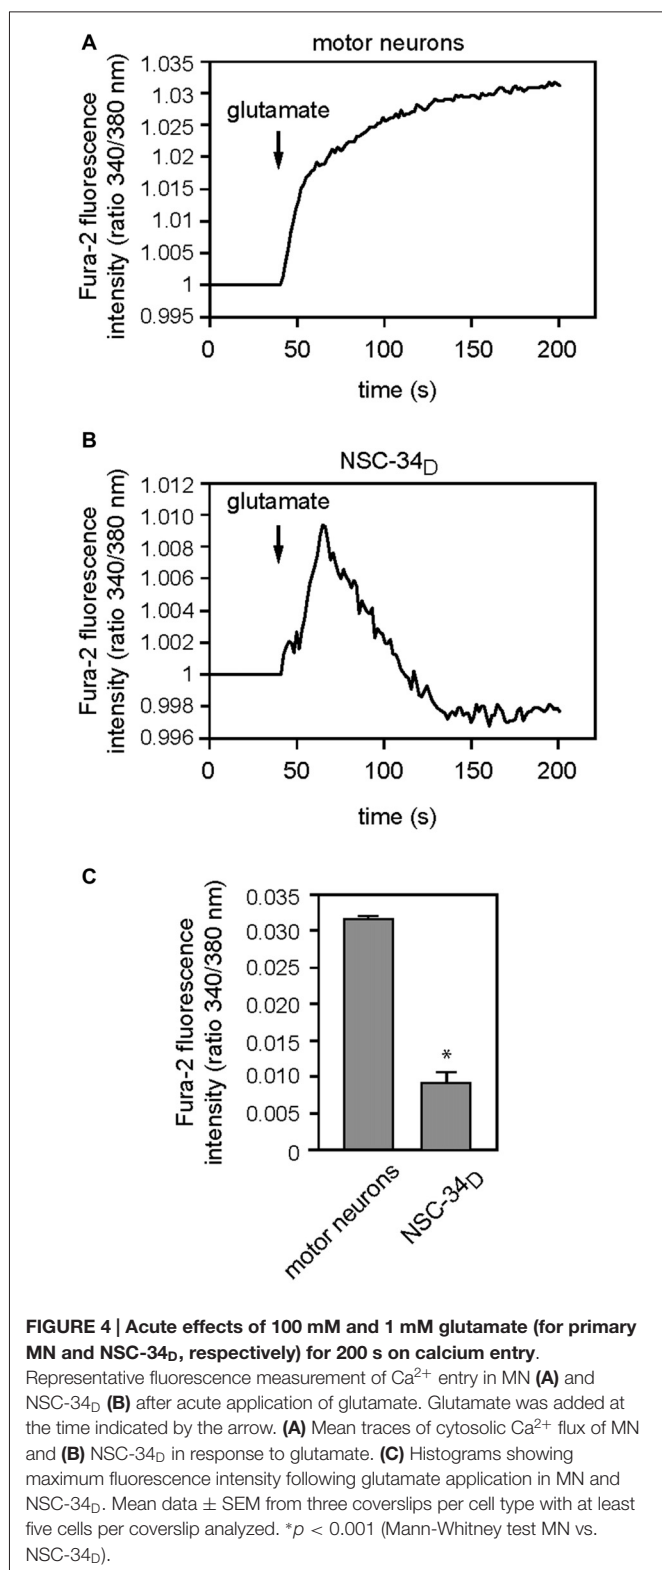 A
motor neurons
Fura-2 fluorescence
intensity (ratio 340/380 nm)
1.035
1.03
1.025
1.02
1.015
1.01
1.005
1
0.995
glutamate
0 50 100 150 200
time (s)
B
NSC-34D
Fura-2 fluorescence
intensity (ratio 340/380 nm)
1.012
1.010
1.008
1.006
1.004
1.002
1
0.998
0.996
glutamate
0 50 100 150 200
time (s)
C
Fura-2 fluorescence
intensity (ratio 340/380 nm)
0.035
0.030
0.025
0.020
0.015
0.010
0.005
0
*
motor neurons
NSC-34D
FIGURE 4 | Acute effects of 100 mM and 1 mM glutamate (for primary
MN and NSC-34D, respectively) for 200 s on calcium entry.
Representative fluorescence measurement of Ca2+ entry in MN (A) and
NSC-34D (B) after acute application of glutamate. Glutamate was added at
the time indicated by the arrow. (A) Mean traces of cytosolic Ca2+ flux of MN
and (B) NSC-34D in response to glutamate. (C) Histograms showing
maximum fluorescence intensity following glutamate application in MN and
NSC-34D. Mean data ± SEM from three coverslips per cell type with at least
five cells per coverslip analyzed. *p < 0.001 (Mann-Whitney test MN vs.
NSC-34D).